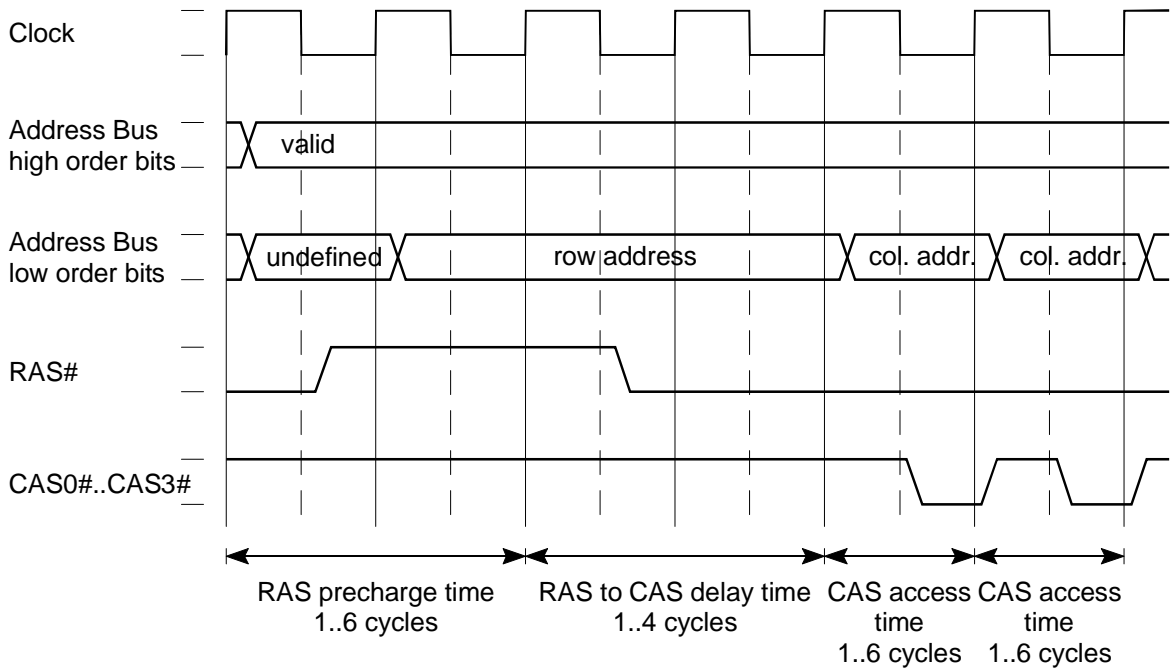 Clock
Address Bus
high order bits
valid
Address Bus
low order bits
undefined
row address
col. addr.
col. addr.
RAS#
CAS0#..CAS3#
RAS precharge time
1..6 cycles
RAS to CAS delay time
1..4 cycles
CAS access
time
1..6 cycles
CAS access
time
1..6 cycles